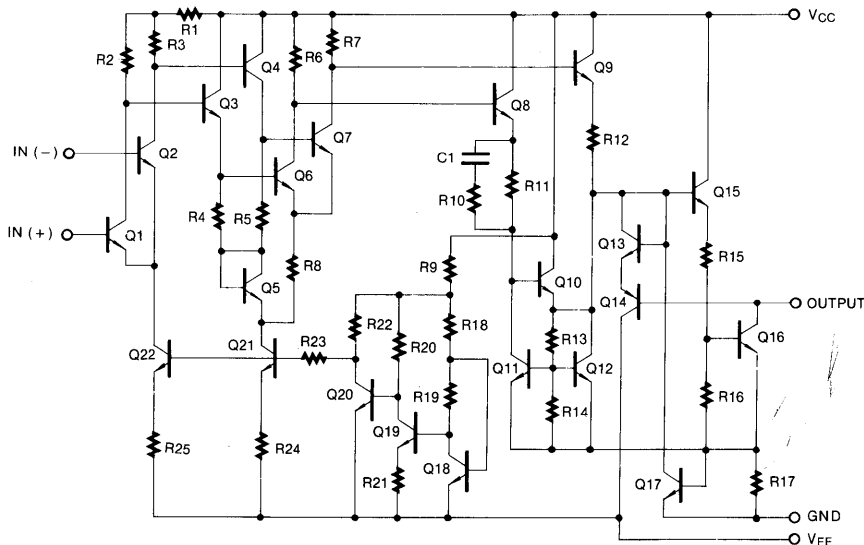 R1
VCC
R2
R3
R6
R7
Q4
Q9
Q3
Q8
R12
IN (-)
Q2
Q7
C1
Q6
R11
Q15
R10
IN (+)
Q1
R4
R5
Q13
R15
R8
R9
Q5
Q10
Q14
OUTPUT
R22
R18
R13
Q16
Q22
Q21
R23
R20
Q11
Q12
Q20
R19
R14
R16
Q19
R25
R24
Q18
R21
Q17
R17
GND
VEE